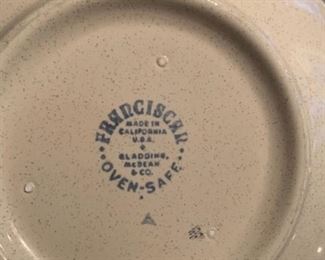 FRANCISCAN
MADE IN
CALIFORNIA
U.S.A.
GLADDING,
McBEAN
& CO.
OVEN-SAFE